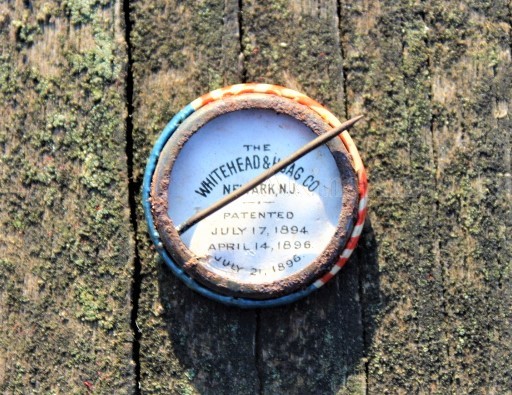 THE
WHITEHEAD & HOAG CO
NEWARK, N.J.
PATENTED
JULY 17, 1894
APRIL 14, 1896
JULY 21, 1896.